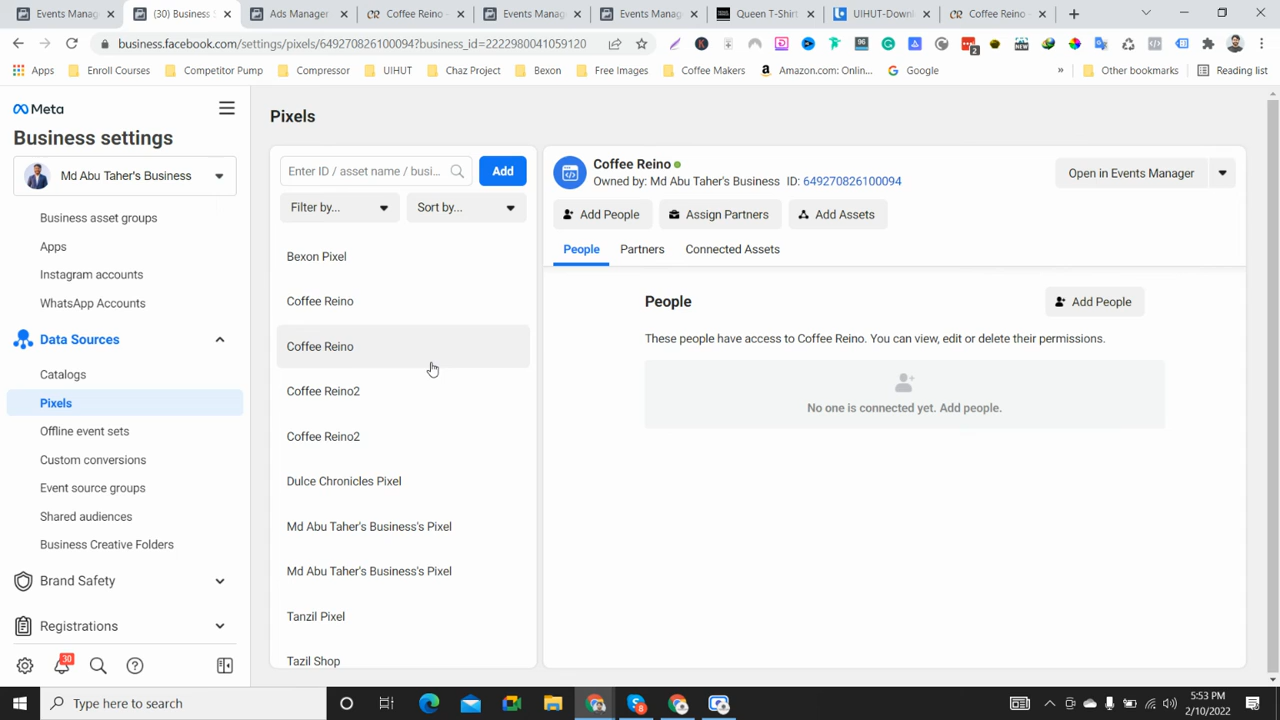 Events Manag
(30) Business S
Ads Manager
Coffee Reino -
Events Manag
Events Manag
Queen T-Shirt
UIHUT-Downl
Coffee Reino -
business.facebook.com/settings/pixels/649270826100094?business_id=2222980041059120
Apps
Enroll Courses
Competitor Pump
Compressor
UIHUT
Chaz Project
Bexon
Free Images
Coffee Makers
Amazon.com: Onlin...
Google
»
Other bookmarks
Reading list
Meta
Business settings
Md Abu Taher's Business
Business asset groups
Apps
Instagram accounts
WhatsApp Accounts
Data Sources
Catalogs
Pixels
Offline event sets
Custom conversions
Event source groups
Shared audiences
Business Creative Folders
Brand Safety
Registrations
30
Pixels
Enter ID / asset name / busi...
Add
Filter by...
Sort by...
Bexon Pixel
Coffee Reino
Coffee Reino
Coffee Reino2
Coffee Reino2
Dulce Chronicles Pixel
Md Abu Taher's Business's Pixel
Md Abu Taher's Business's Pixel
Tanzil Pixel
Tazil Shop
Coffee Reino
Owned by: Md Abu Taher's Business ID: 649270826100094
Open in Events Manager
Add People
Assign Partners
Add Assets
People
Partners
Connected Assets
People
Add People
These people have access to Coffee Reino. You can view, edit or delete their permissions.
No one is connected yet. Add people.
Type here to search
5:53 PM
2/10/2022